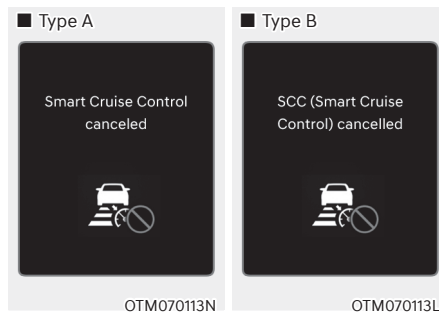 ■ Type A
Smart Cruise Control
canceled
OTM070113N
■ Type B
SCC (Smart Cruise
Control) cancelled
OTM070113L